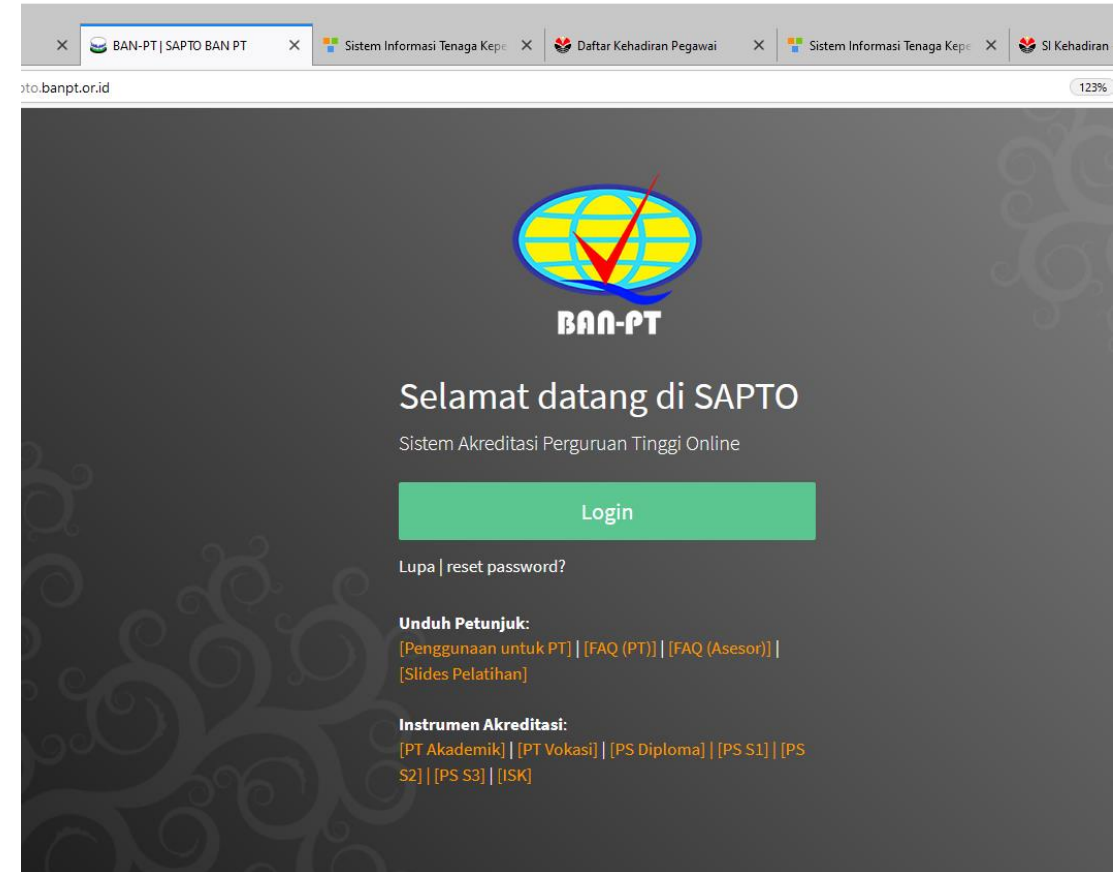 BAN-PT | SAPTO BAN PT
Sistem Informasi Tenaga Kepe
Daftar Kehadiran Pegawai
Sistem Informasi Tenaga Kepe
SI Kehadiran
pto.banpt.or.id
123%
BAN-PT
Selamat datang di SAPTO
Sistem Akreditasi Perguruan Tinggi Online
Login
Lupa | reset password?
Unduh Petunjuk:
[Penggunaan untuk PT] | [FAQ (PT)] | [FAQ (Asesor)] |
[Slides Pelatihan]
Instrumen Akreditasi:
[PT Akademik] | [PT Vokasi] | [PS Diploma] | [PS S1] | [PS
S2] | [PS S3] | [ISK]